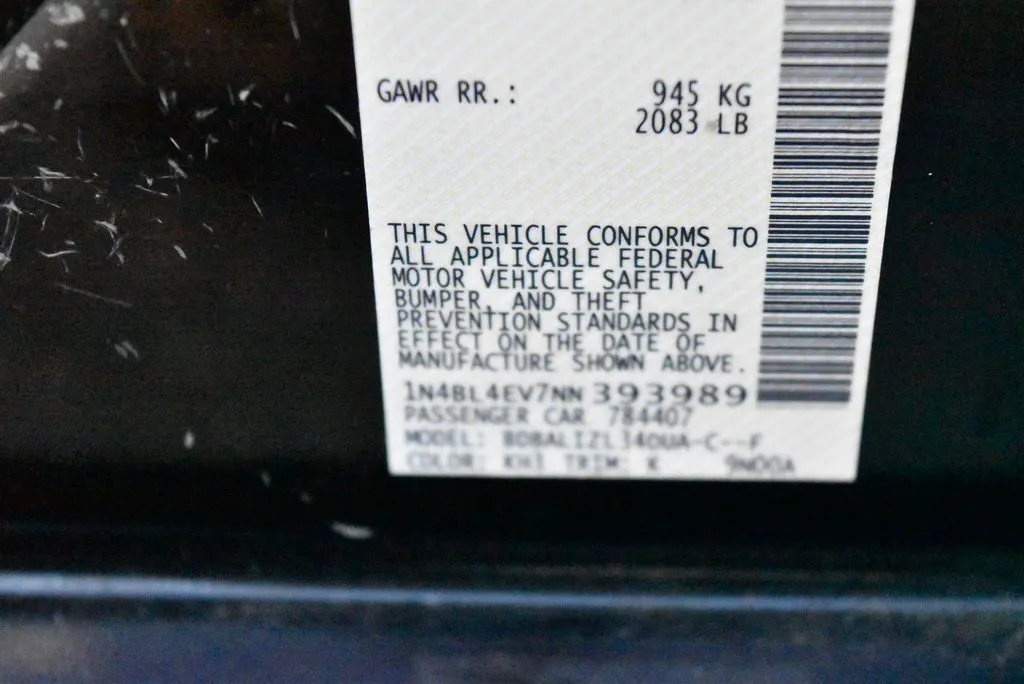 GAWR RR.: 945 KG
2083 LB
THIS VEHICLE CONFORMS TO
ALL APPLICABLE FEDERAL
MOTOR VEHICLE SAFETY,
BUMPER, AND THEFT
PREVENTION STANDARDS IN
EFFECT ON THE DATE OF
MANUFACTURE SHOWN ABOVE.
1N4BL4EV7NN393989
PASSENGER CAR 784407
MODEL:
COLOR: KH3 TRIM: K 9N00A